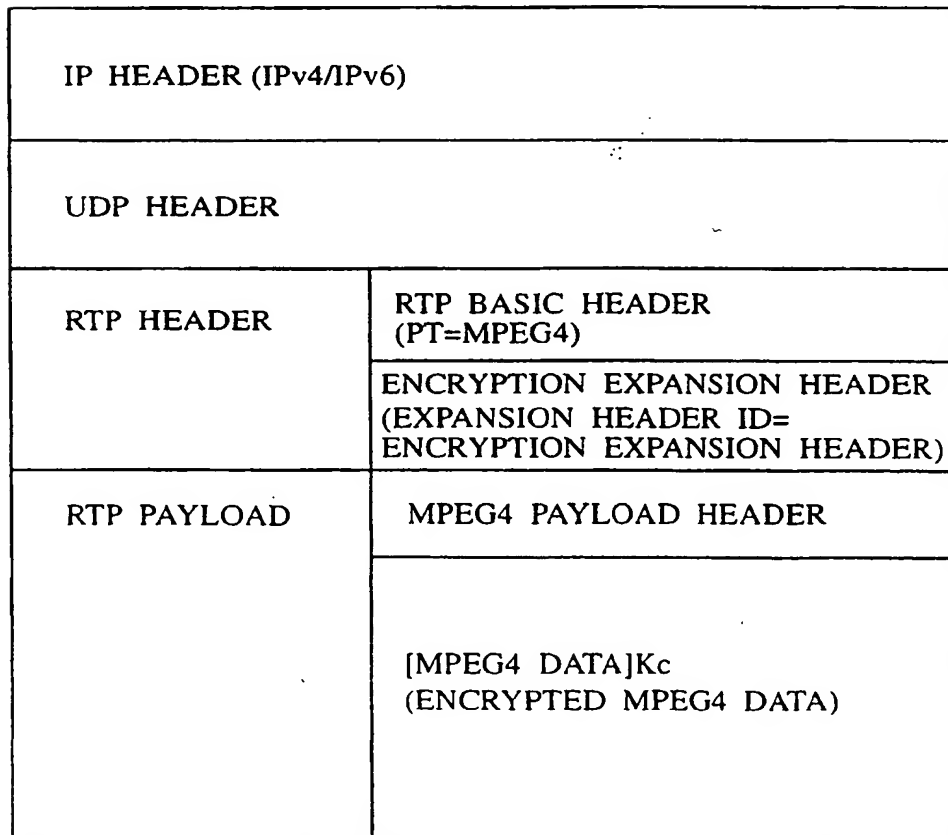 IP HEADER (IPv4/IPv6)
UDP HEADER
RTP HEADER
RTP BASIC HEADER
(PT=MPEG4)
ENCRYPTION EXPANSION HEADER
(EXPANSION HEADER ID=
ENCRYPTION EXPANSION HEADER)
RTP PAYLOAD
MPEG4 PAYLOAD HEADER
[MPEG4 DATA]Kc
(ENCRYPTED MPEG4 DATA)